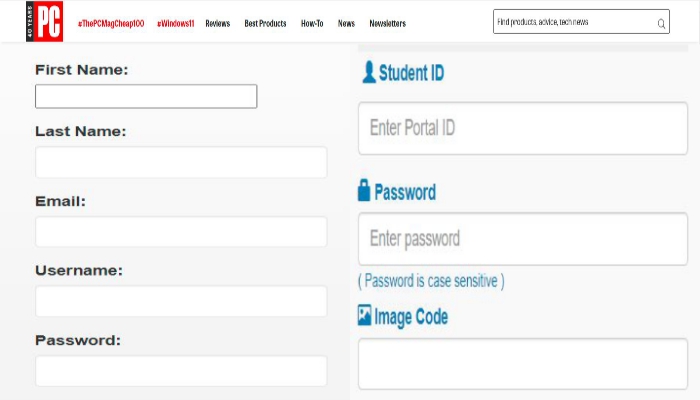 40 YEARS
PC
#ThePCMagCheap100 #Windows11 Reviews Best Products How-To News Newsletters
Find products, advice, tech news
First Name:
Last Name:
Email:
Username:
Password:
Student ID
Enter Portal ID
Password
Enter password
( Password is case sensitive )
Image Code